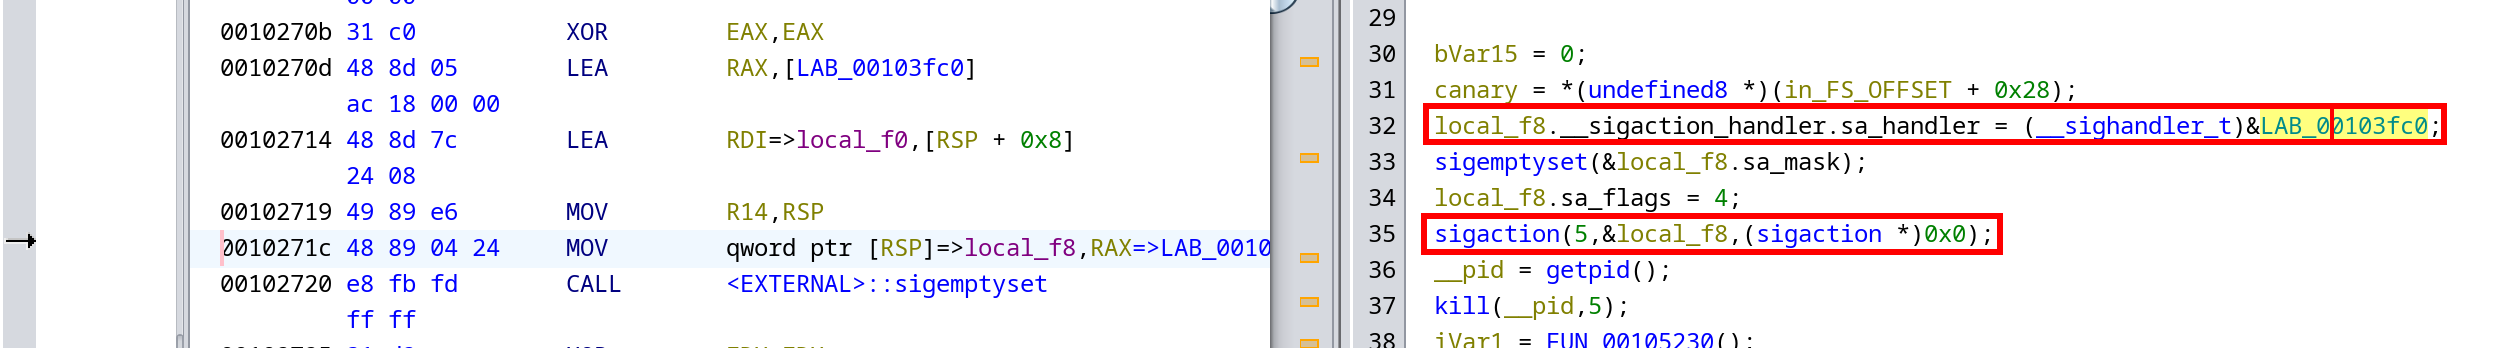 0010270b 31 c0 XOR EAX,EAX
0010270d 48 8d 05 LEA RAX,[LAB_00103fc0]
ac 18 00 00
00102714 48 8d 7c LEA RDI=>local_f0,[RSP + 0x8]
24 08
00102719 49 89 e6 MOV R14,RSP
0010271c 48 89 04 24 MOV qword ptr [RSP]=>local_f8,RAX=>LAB_0010
00102720 e8 fb fd CALL <EXTERNAL>::sigemptyset
ff ff
29
30 bVar15 = 0;
31 canary = *(undefined8 *)(in_FS_OFFSET + 0x28);
32 local_f8.__sigaction_handler.sa_handler = (__sighandler_t)&LAB_00103fc0;
33 sigemptyset(&local_f8.sa_mask);
34 local_f8.sa_flags = 4;
35 sigaction(5,&local_f8,(sigaction *)0x0);
36 __pid = getpid();
37 kill(__pid,5);
38 iVar1 = FUN_00105230();